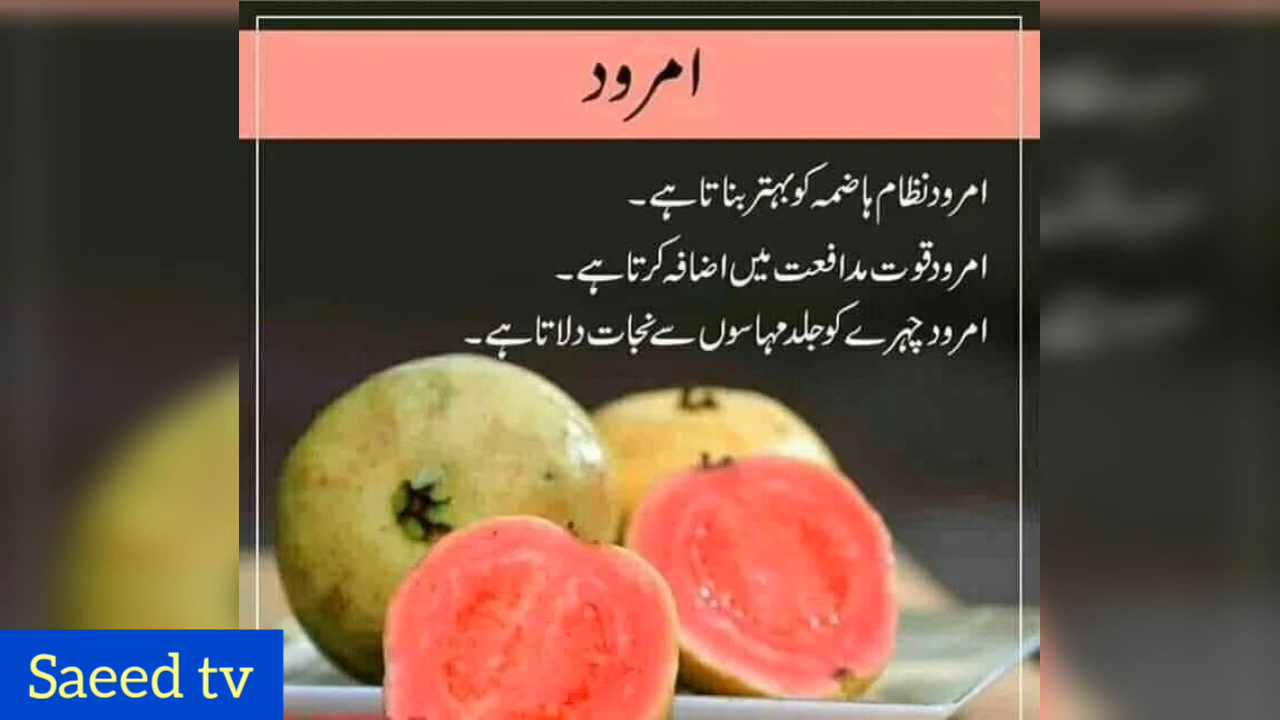 امرود
امرود نظام ہاضمہ کو بہتر بناتا ہے۔
امرود قوت مدافعت میں اضافہ کرتا ہے۔
امرود چہرے کو جلد مہاسوں سے نجات دلاتا ہے۔
Saeed tv